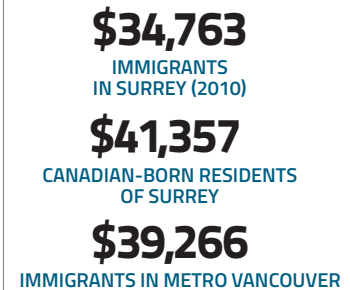 $34,763
IMMIGRANTS
IN SURREY (2010)
$41,357
CANADIAN-BORN RESIDENTS
OF SURREY
$39,266
IMMIGRANTS IN METRO VANCOUVER